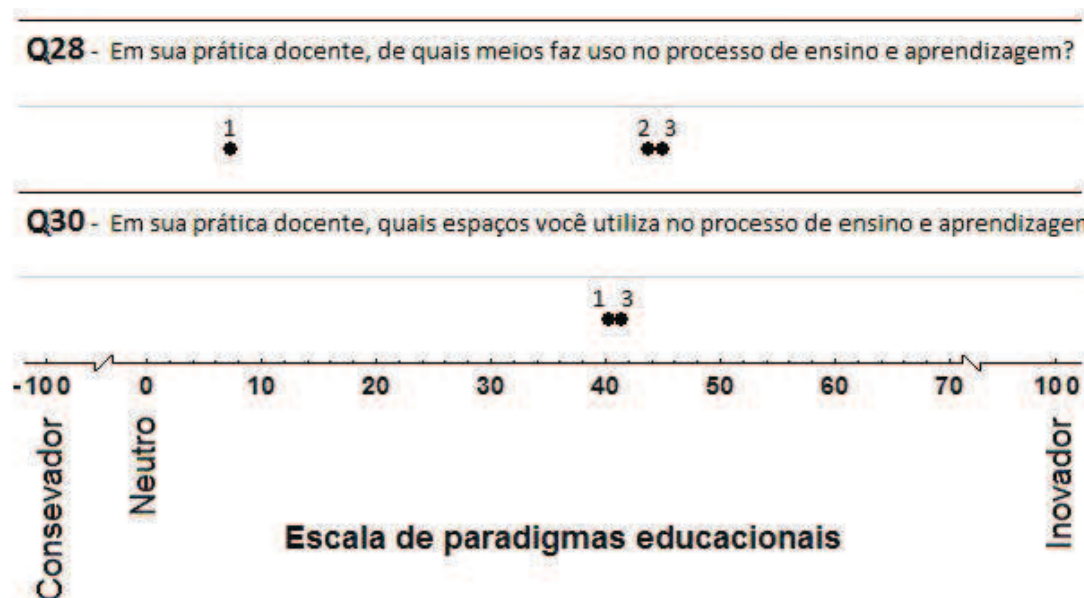 Q28 - Em sua prática docente, de quais meios faz uso no processo de ensino e aprendizagem?
1 2 3
Q30 - Em sua prática docente, quais espaços você utiliza no processo de ensino e aprendizagem
1 3
-100 0 10 20 30 40 50 60 70 100
Consevador
Neutro
Inovador
Escala de paradigmas educacionais